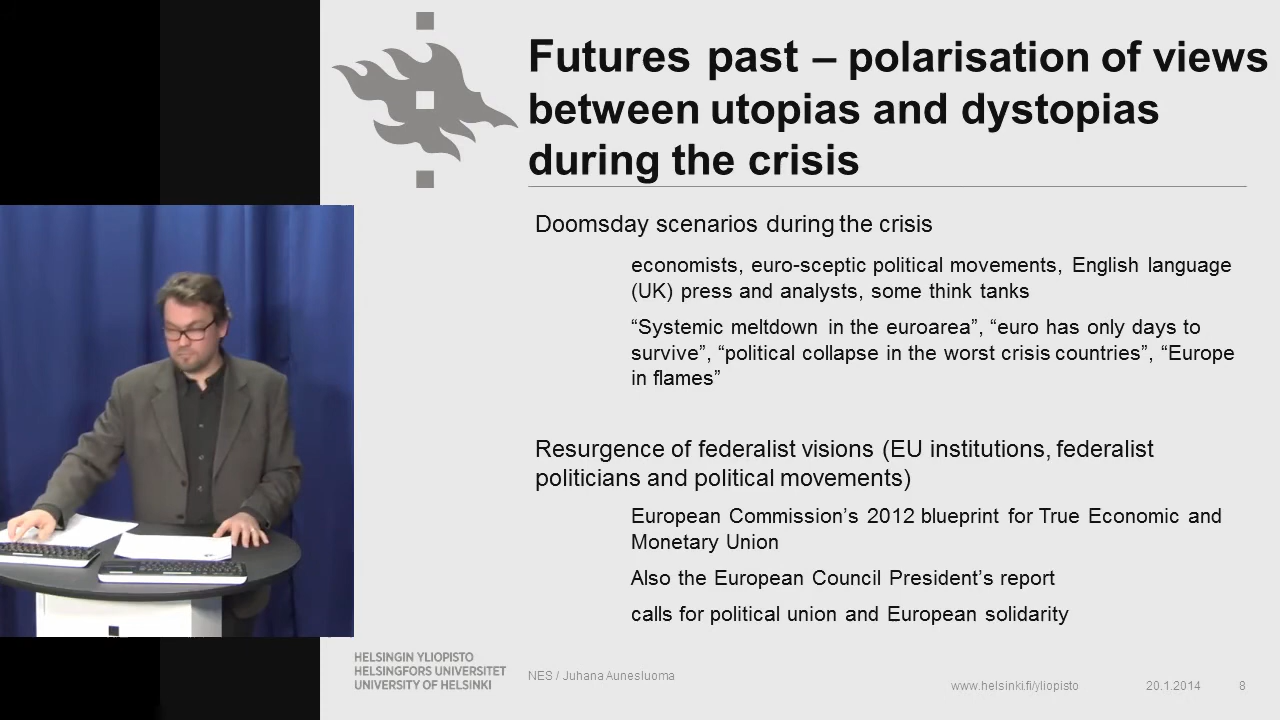 Futures past – polarisation of views
between utopias and dystopias
during the crisis
Doomsday scenarios during the crisis
economists, euro-sceptic political movements, English language
(UK) press and analysts, some think tanks
“Systemic meltdown in the euroarea”, “euro has only days to
survive”, “political collapse in the worst crisis countries”, “Europe
in flames”
Resurgence of federalist visions (EU institutions, federalist
politicians and political movements)
European Commission’s 2012 blueprint for True Economic and
Monetary Union
Also the European Council President’s report
calls for political union and European solidarity
HELSINGIN YLIOPISTO
HELSINGFORS UNIVERSITET
UNIVERSITY OF HELSINKI
NES / Juhana Aunesluoma
www.helsinki.fi/yliopisto
20.1.2014
8